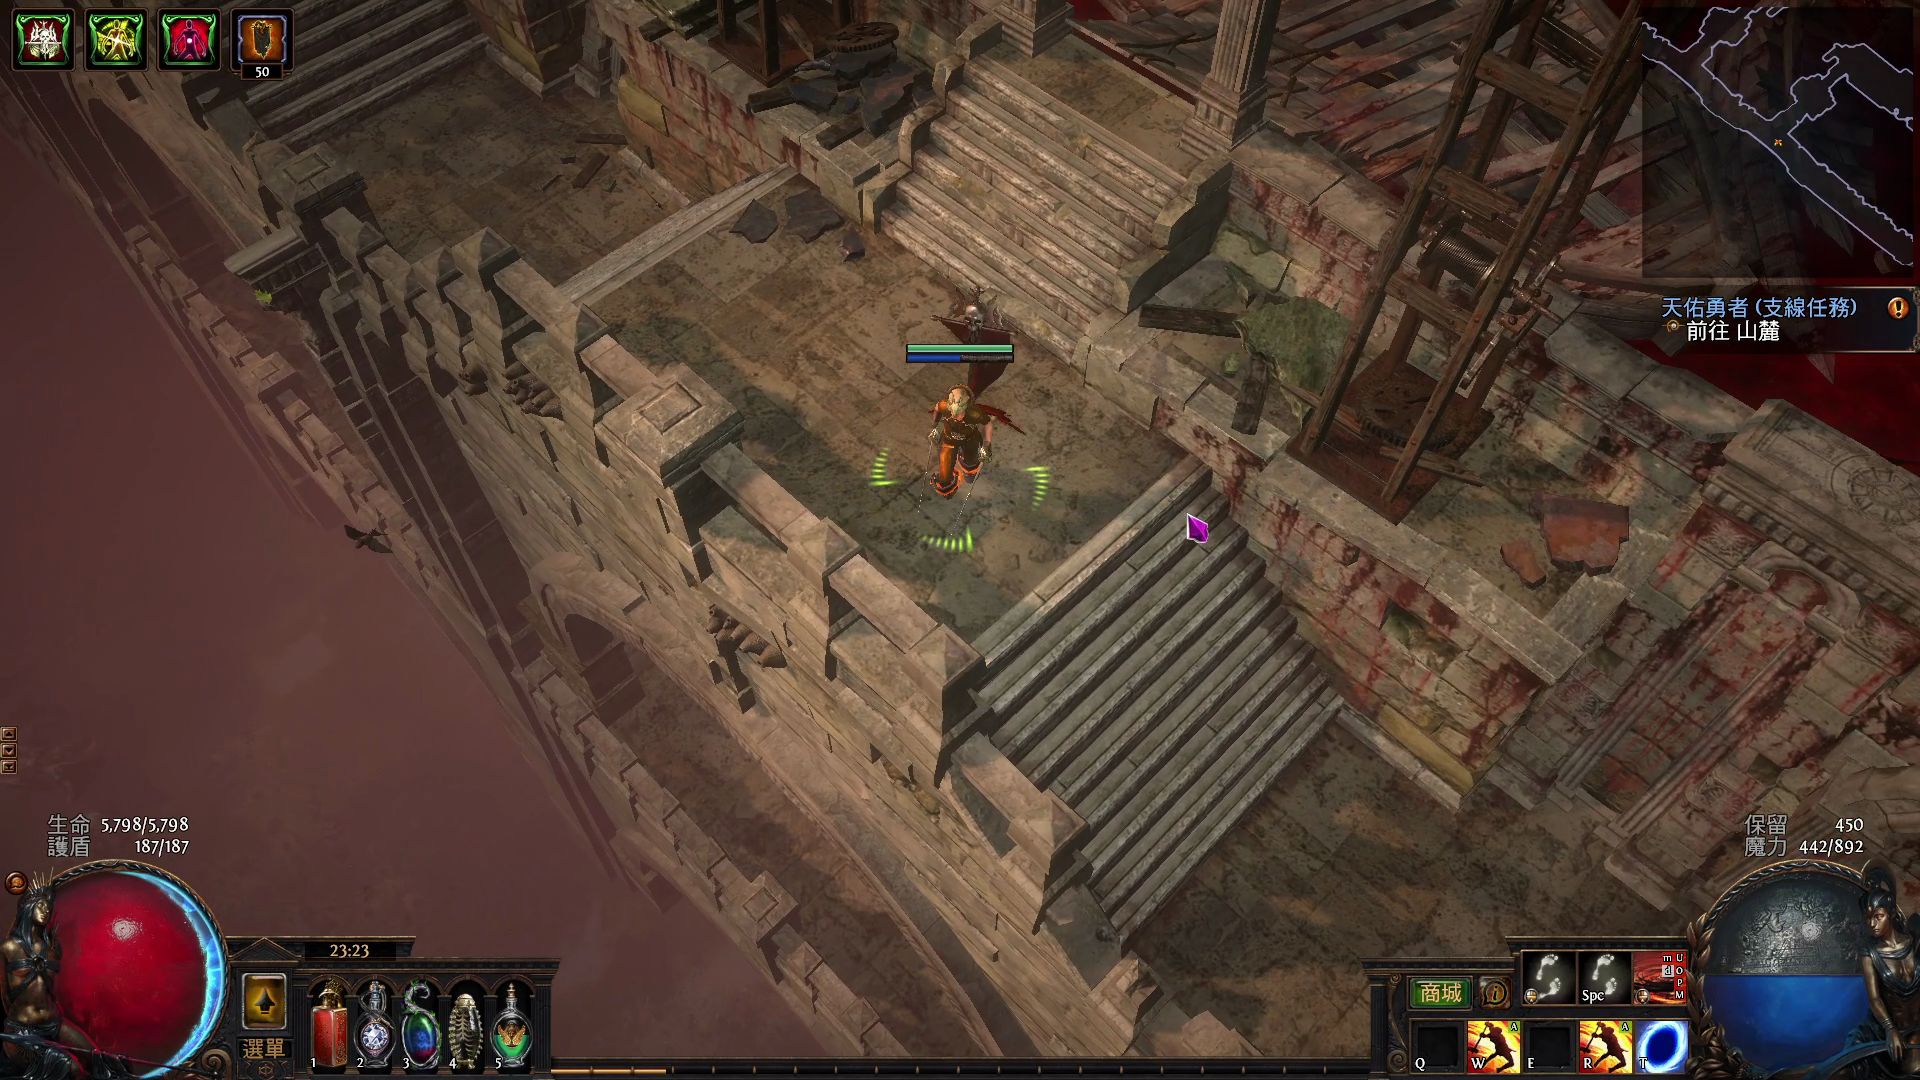 50
天佑勇者 (支線任務)
前往 山麓
生命 5,798/5,798
護盾 187/187
保留 450
魔力 442/892
23:23
選單
1 2 3 4 5
商城
Spc
m U
d O
P
M
Q W A E R A T